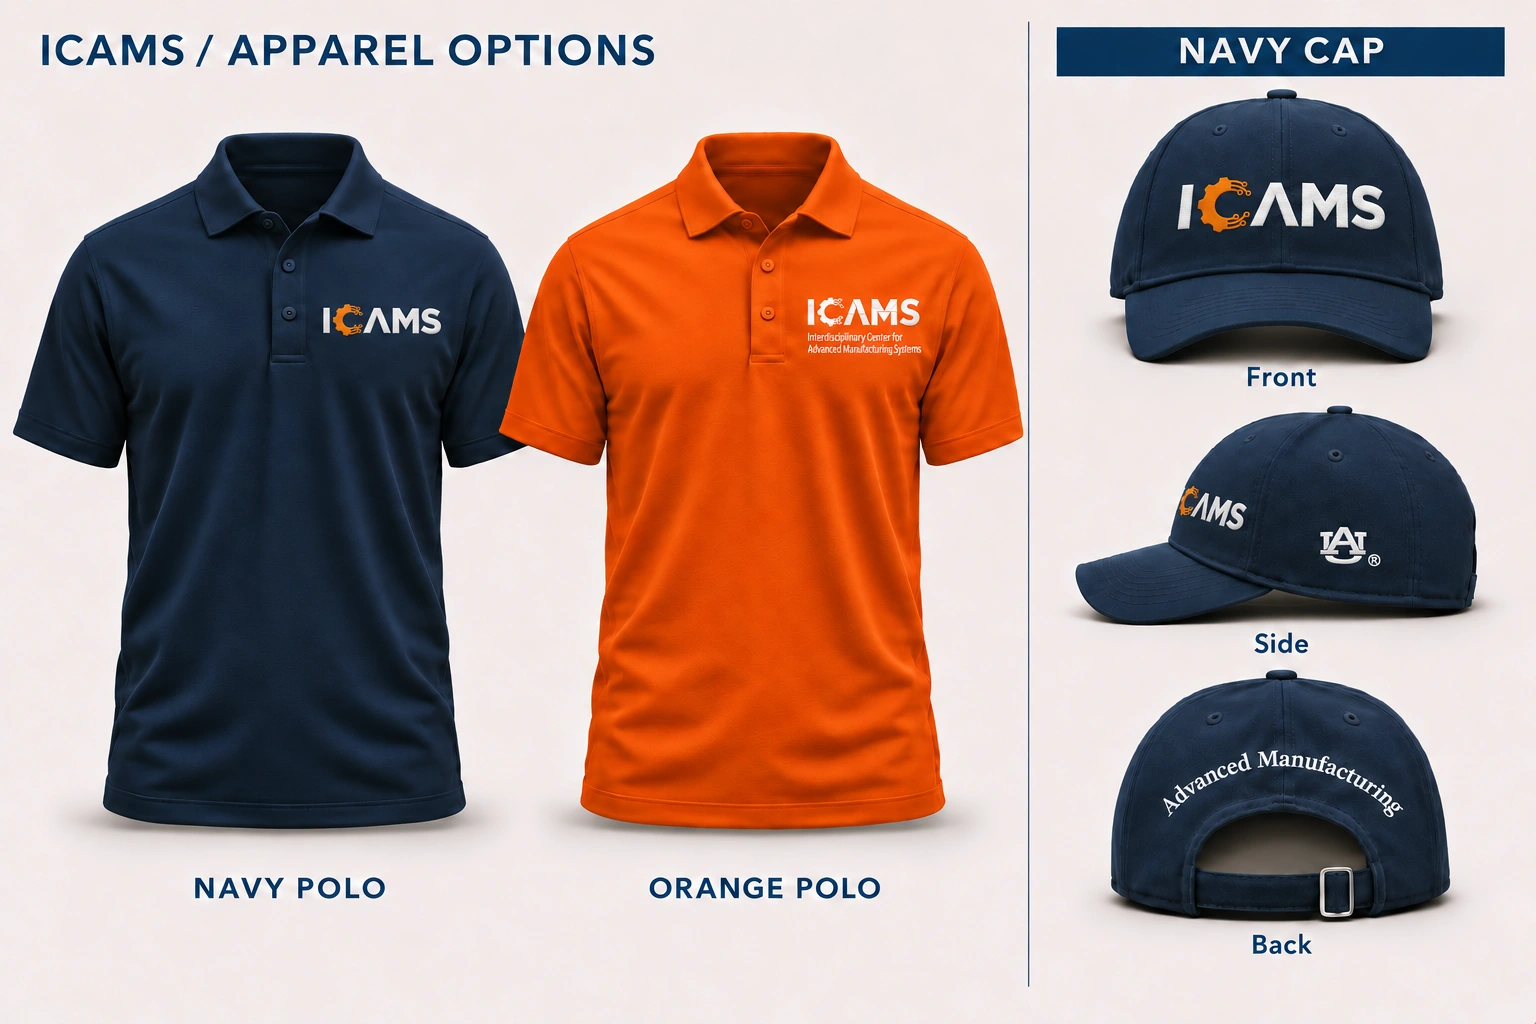 ICAMS / APPAREL OPTIONS
ICAMS
NAVY POLO
ICAMS
Interdisciplinary Center for
Advanced Manufacturing Systems
ORANGE POLO
NAVY CAP
ICAMS
Front
ICAMS
AU®
Side
Advanced Manufacturing
Back